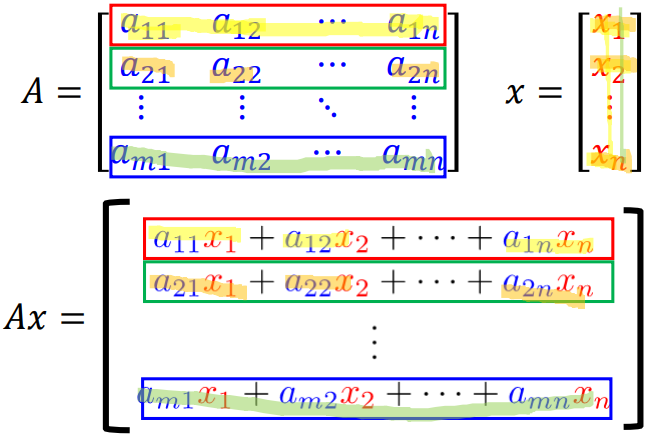 A = [ a₁₁ a₁₂ ⋯ a₁ₙ
a₂₁ a₂₂ ⋯ a₂ₙ
⋮ ⋮ ⋱ ⋮
aₘ₁ aₘ₂ ⋯ aₘₙ ]
x = [ x₁
x₂
⋮
xₙ ]
Ax = [ a₁₁x₁ + a₁₂x₂ + ⋯ + a₁ₙxₙ
a₂₁x₁ + a₂₂x₂ + ⋯ + a₂ₙxₙ
⋮
aₘ₁x₁ + aₘ₂x₂ + ⋯ + aₘₙxₙ ]